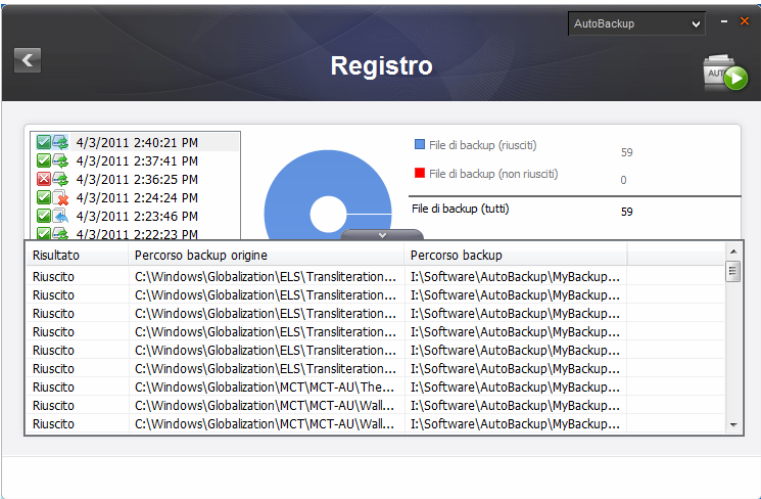 AutoBackup
Registro
AUTO
4/3/2011 2:40:21 PM
4/3/2011 2:37:41 PM
4/3/2011 2:36:25 PM
4/3/2011 2:24:24 PM
4/3/2011 2:23:46 PM
4/3/2011 2:22:23 PM
File di backup (riusciti) 59
File di backup (non riusciti) 0
File di backup (tutti) 59
Risultato Percorso backup origine Percorso backup
Riuscito C:\Windows\Globalization\ELS\Transliteration... I:\Software\AutoBackup\MyBackup...
Riuscito C:\Windows\Globalization\ELS\Transliteration... I:\Software\AutoBackup\MyBackup...
Riuscito C:\Windows\Globalization\ELS\Transliteration... I:\Software\AutoBackup\MyBackup...
Riuscito C:\Windows\Globalization\ELS\Transliteration... I:\Software\AutoBackup\MyBackup...
Riuscito C:\Windows\Globalization\ELS\Transliteration... I:\Software\AutoBackup\MyBackup...
Riuscito C:\Windows\Globalization\ELS\Transliteration... I:\Software\AutoBackup\MyBackup...
Riuscito C:\Windows\Globalization\MCT\MCT-AU\The... I:\Software\AutoBackup\MyBackup...
Riuscito C:\Windows\Globalization\MCT\MCT-AU\Wall... I:\Software\AutoBackup\MyBackup...
Riuscito C:\Windows\Globalization\MCT\MCT-AU\Wall... I:\Software\AutoBackup\MyBackup...